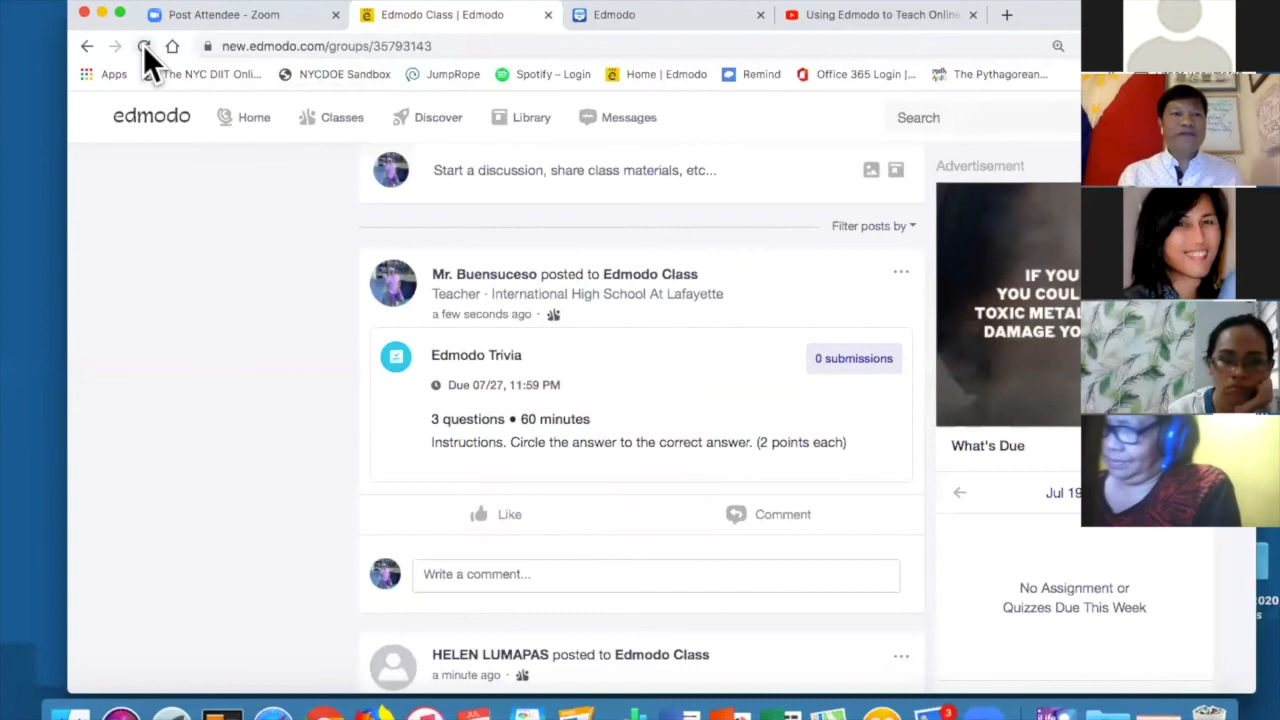 Post Attendee - Zoom
Edmodo Class | Edmodo
Edmodo
Using Edmodo to Teach Online
new.edmodo.com/groups/35793143
Apps
The NYC DIIT Onli...
NYCDOE Sandbox
JumpRope
Spotify – Login
Home | Edmodo
Remind
Office 365 Login |...
The Pythagorean...
edmodo
Home
Classes
Discover
Library
Messages
Search
Start a discussion, share class materials, etc...
Advertisement
Filter posts by
IF YOU
YOU COUL
TOXIC METAL
DAMAGE YO
Mr. Buensuceso posted to Edmodo Class
Teacher · International High School At Lafayette
a few seconds ago ·
Edmodo Trivia
0 submissions
Due 07/27, 11:59 PM
3 questions • 60 minutes
Instructions. Circle the answer to the correct answer. (2 points each)
What's Due
Jul 19
Like
Comment
Write a comment...
No Assignment or
Quizzes Due This Week
HELEN LUMAPAS posted to Edmodo Class
a minute ago ·
2020
3